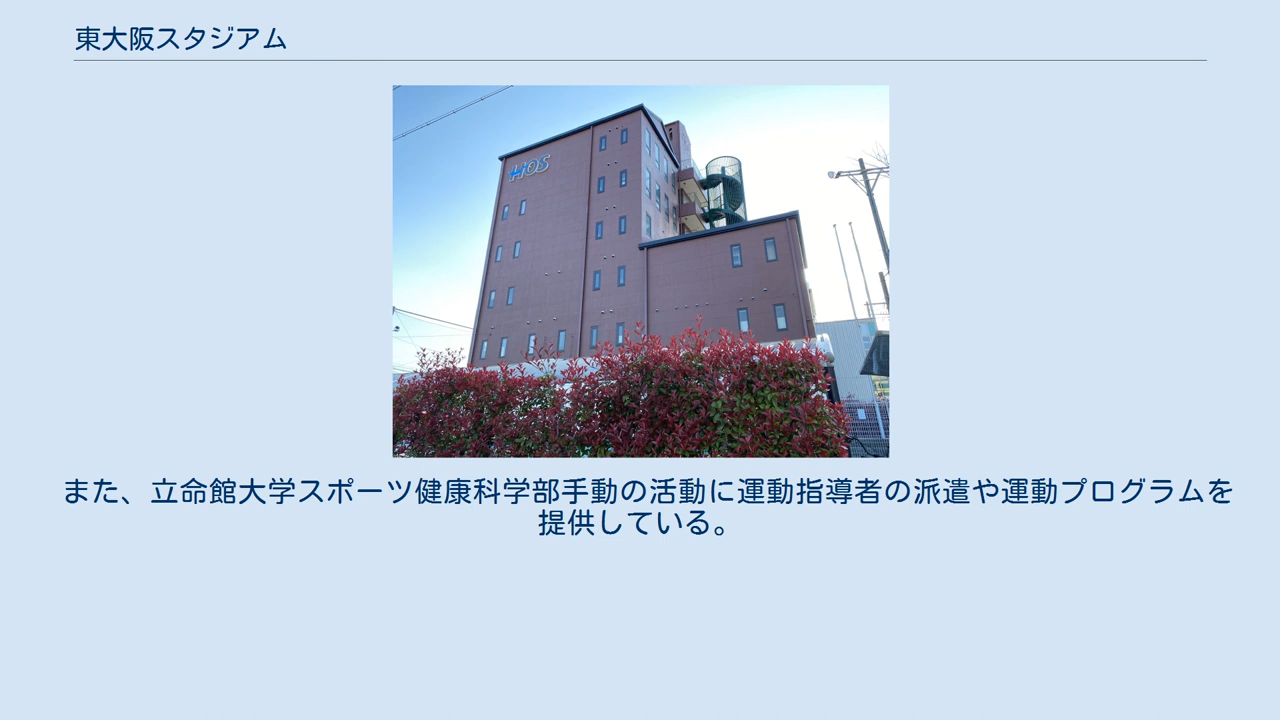 東大阪スタジアム
HOS
また、立命館大学スポーツ健康科学部手動の活動に運動指導者の派遣や運動プログラムを
提供している。